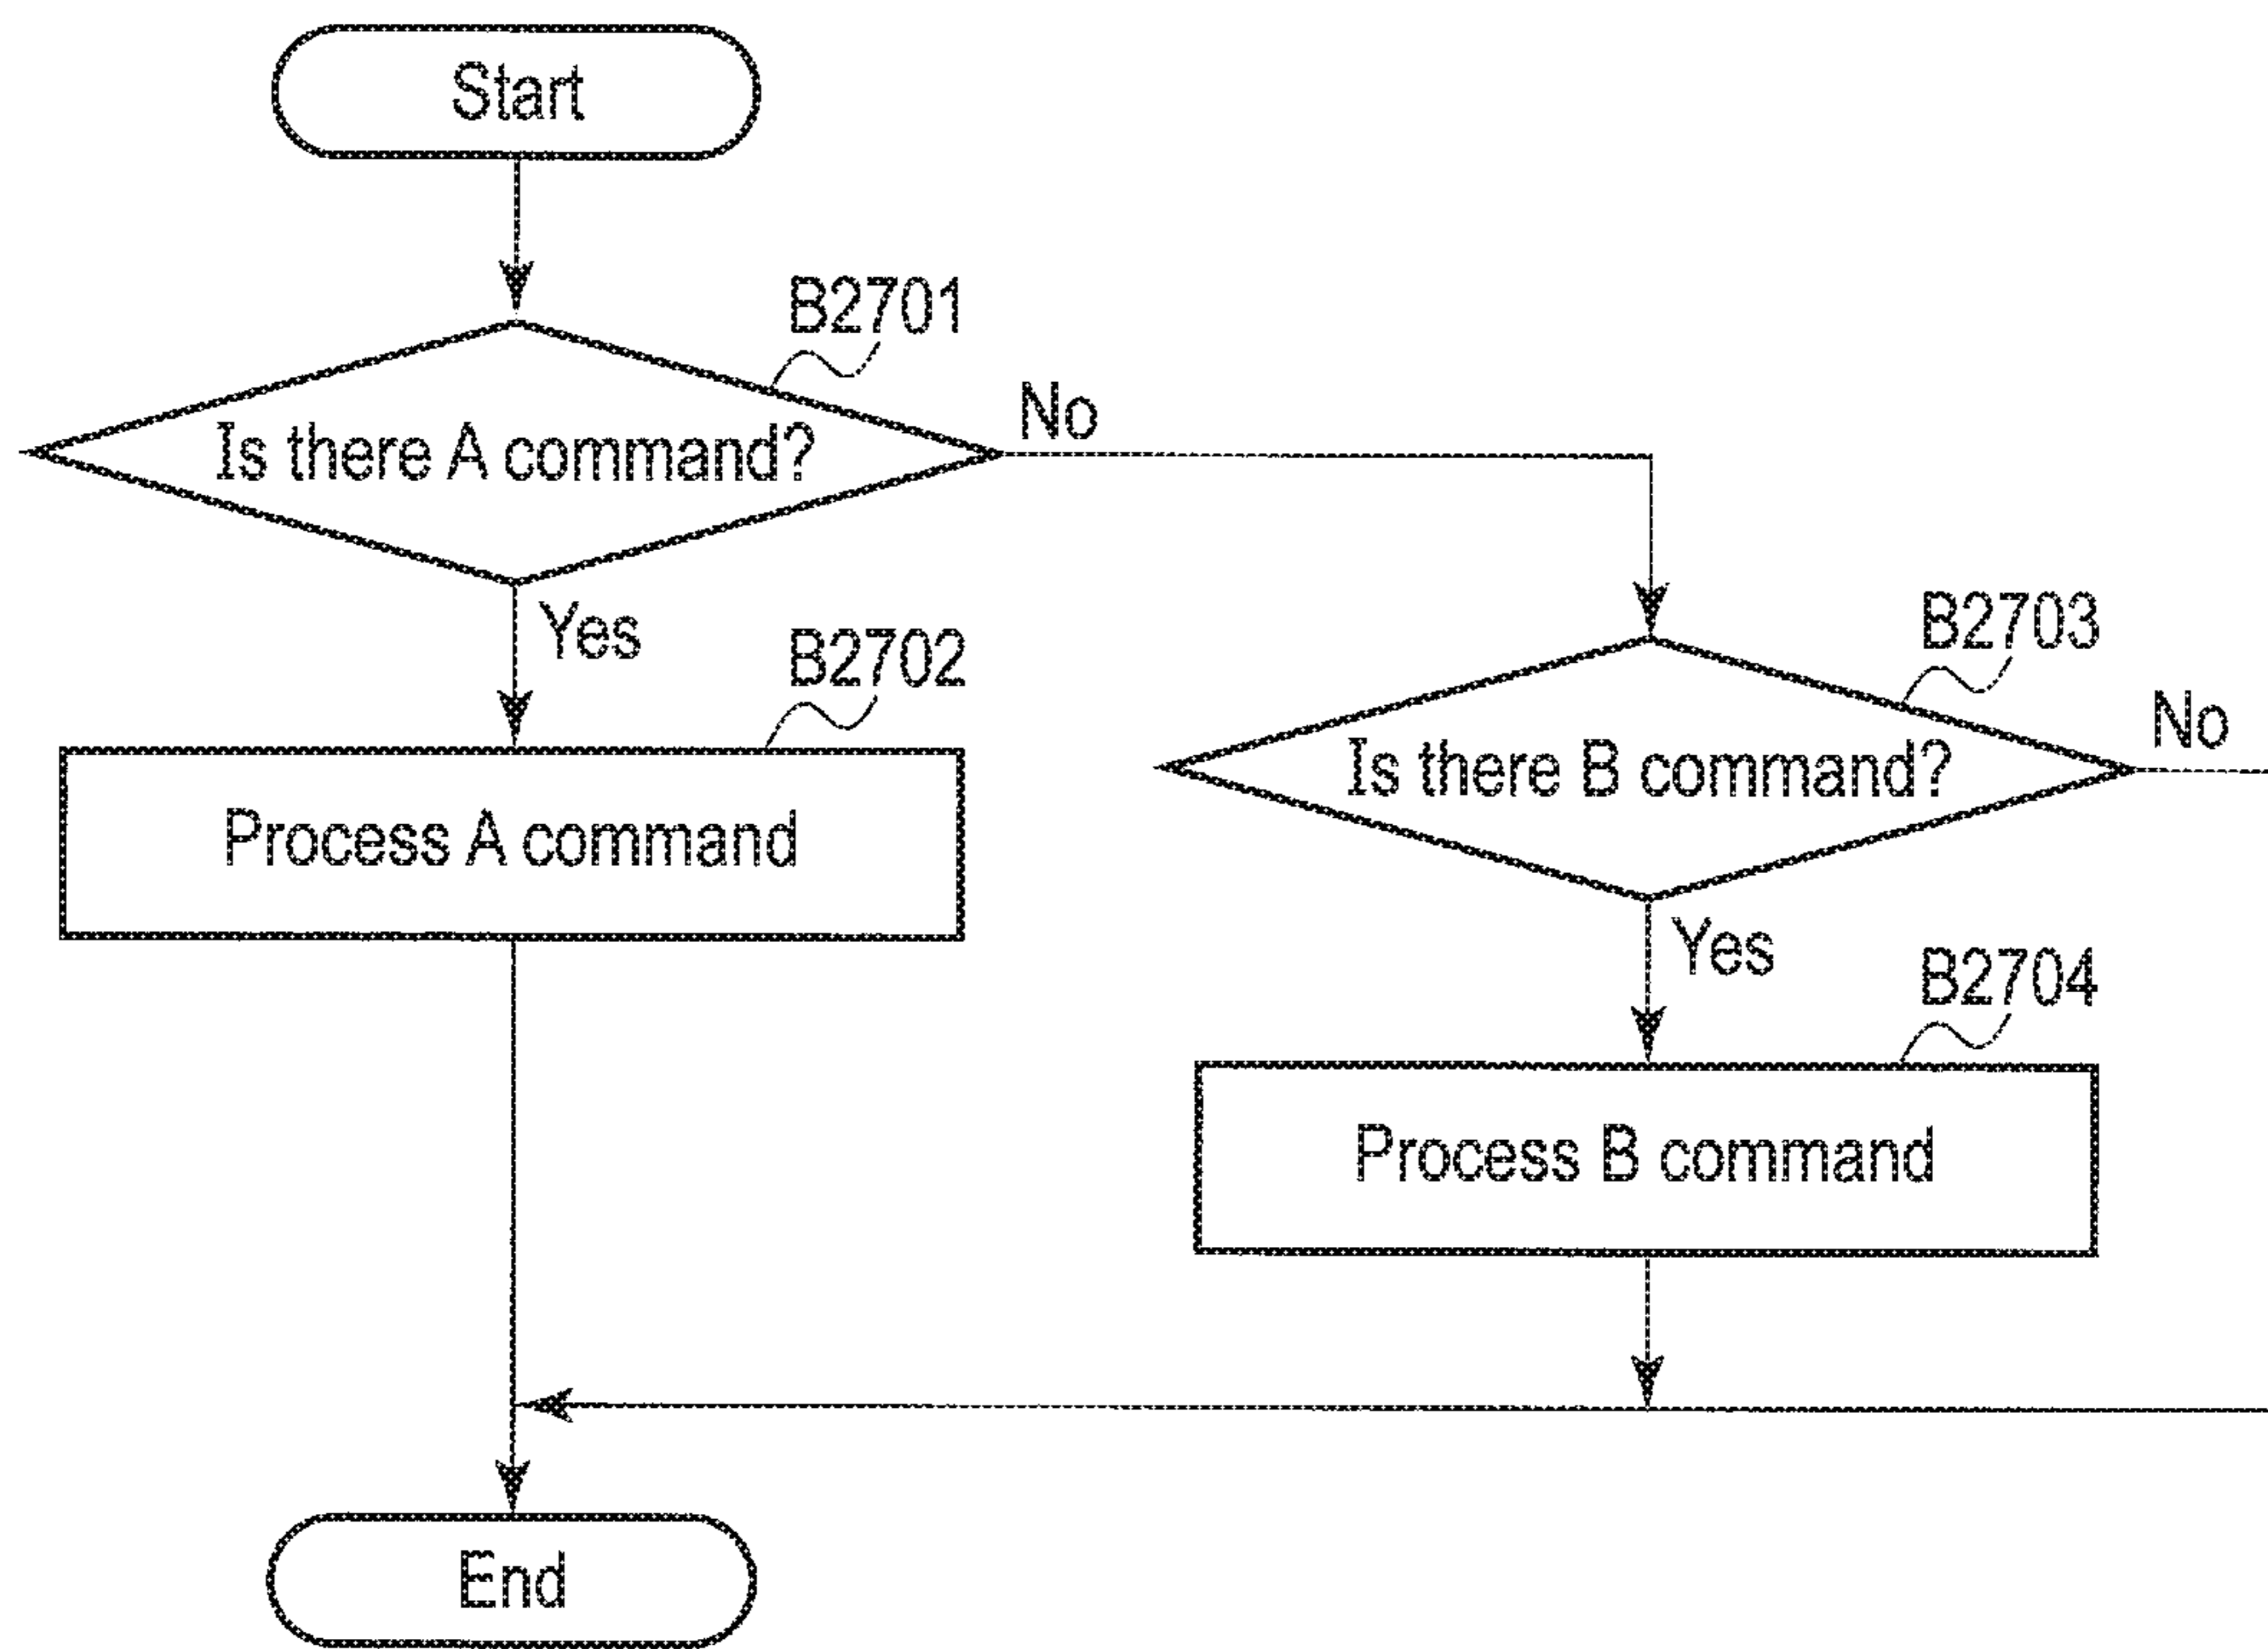 Start
B2701
Is there A command?
No
Yes
B2702
Process A command
B2703
Is there B command?
No
Yes
B2704
Process B command
End